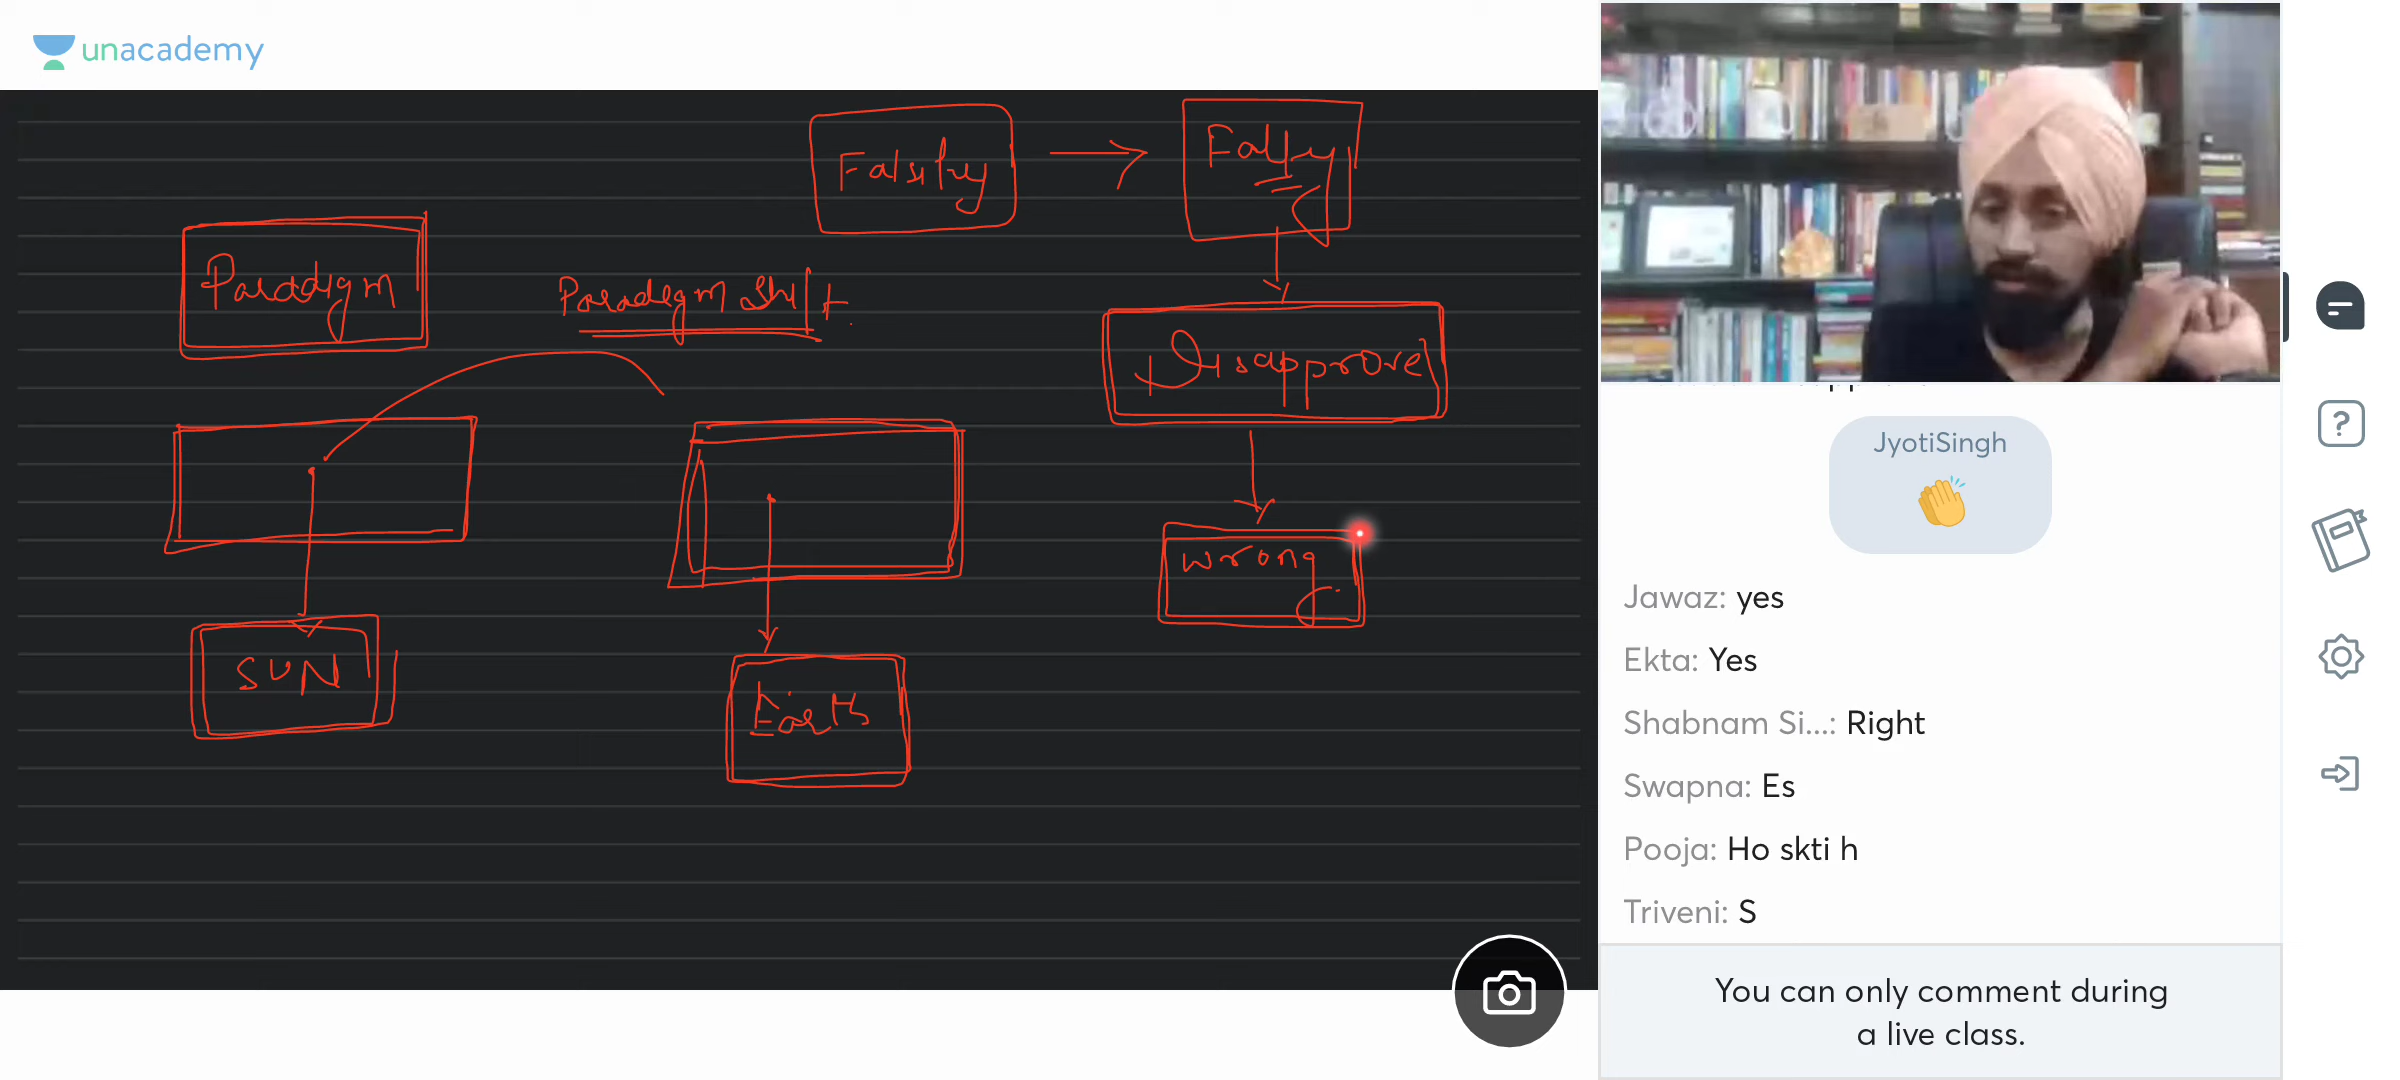 unacademy
Falsify
Falsy
Paradigm
Paradigm Shift
Disapprove
wrong
SUN
Earth
JyotiSingh
Jawaz: yes
Ekta: Yes
Shabnam Si...: Right
Swapna: Es
Pooja: Ho skti h
Triveni: S
You can only comment during
a live class.